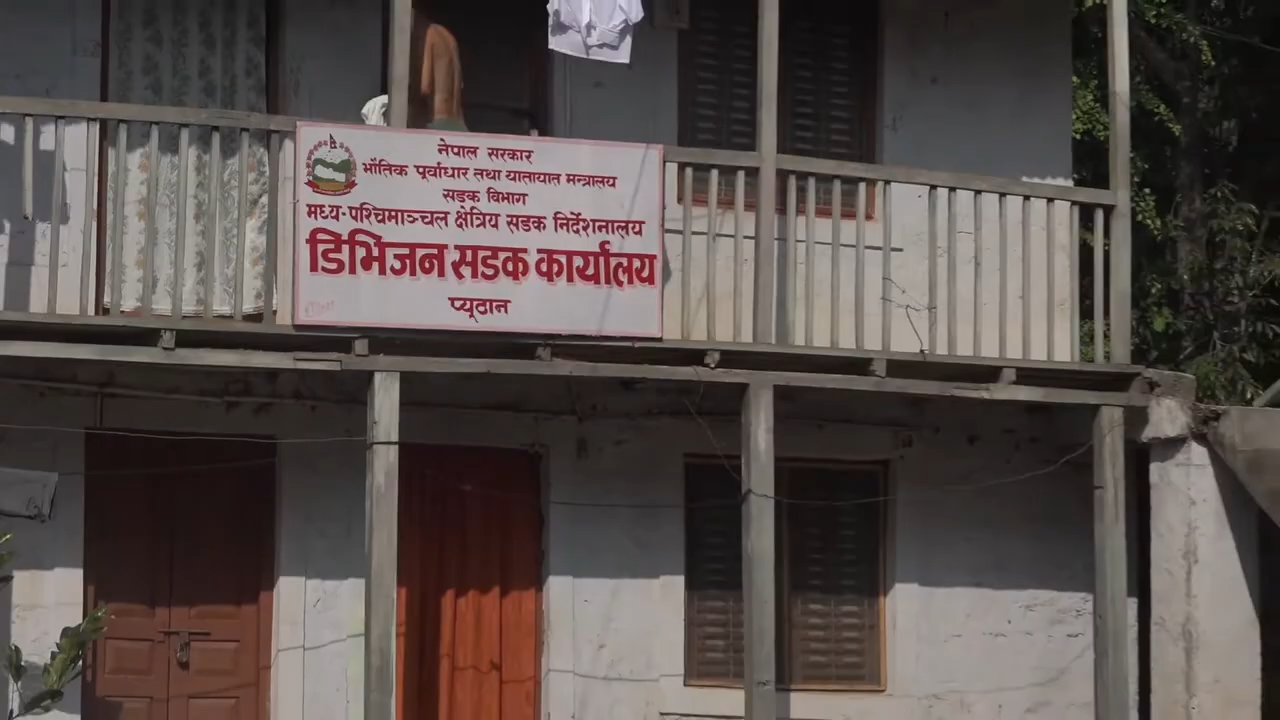 नेपाल सरकार
भौतिक पूर्वाधार तथा यातायात मन्त्रालय
सडक विभाग
मध्य-पश्चिमाञ्चल क्षेत्रिय सडक निर्देशनालय
डिभिजन सडक कार्यालय
प्यूठान